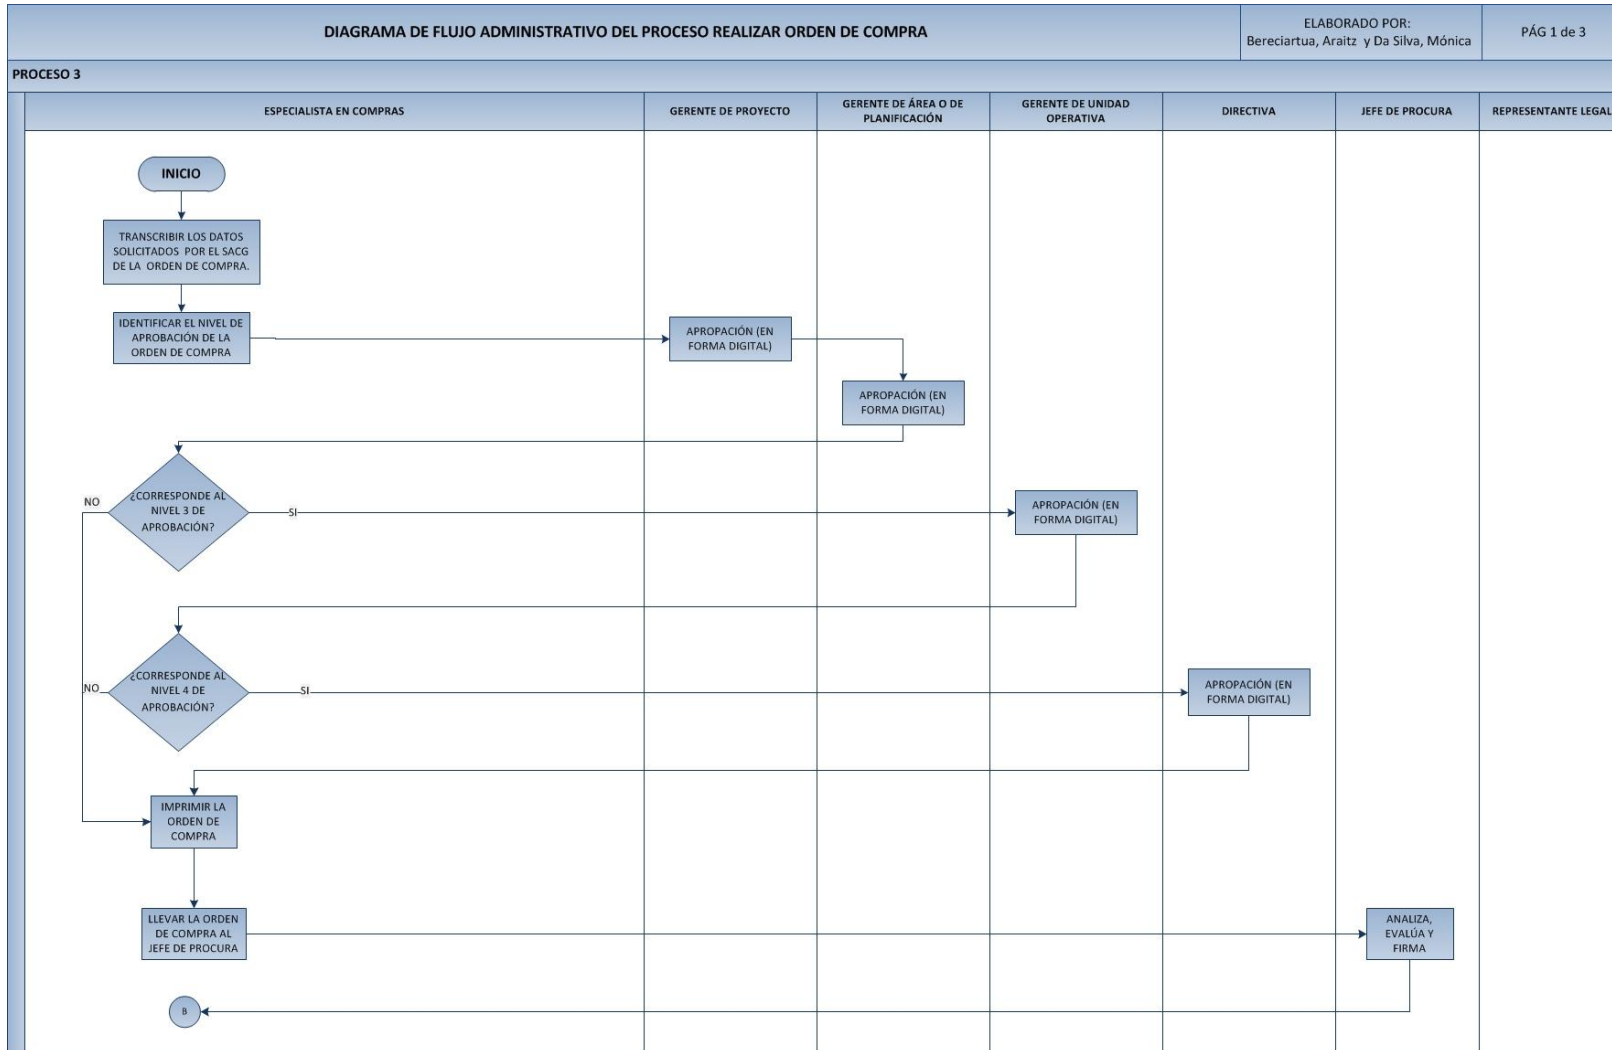 DIAGRAMA DE FLUJO ADMINISTRATIVO DEL PROCESO REALIZAR ORDEN DE COMPRA
ELABORADO POR:
Bereciartua, Araitz y Da Silva, Mónica
PÁG 1 de 3
PROCESO 3
ESPECIALISTA EN COMPRAS
GERENTE DE PROYECTO
GERENTE DE ÁREA O DE
PLANIFICACIÓN
GERENTE DE UNIDAD
OPERATIVA
DIRECTIVA
JEFE DE PROCURA
REPRESENTANTE LEGAL
INICIO
TRANSCRIBIR LOS DATOS
SOLICITADOS POR EL SACG
DE LA ORDEN DE COMPRA.
IDENTIFICAR EL NIVEL DE
APROBACIÓN DE LA
ORDEN DE COMPRA
APROPACIÓN (EN
FORMA DIGITAL)
APROPACIÓN (EN
FORMA DIGITAL)
NO
¿CORRESPONDE AL
NIVEL 3 DE
APROBACIÓN?
SI
APROPACIÓN (EN
FORMA DIGITAL)
NO
¿CORRESPONDE AL
NIVEL 4 DE
APROBACIÓN?
SI
APROPACIÓN (EN
FORMA DIGITAL)
IMPRIMIR LA
ORDEN DE
COMPRA
LLEVAR LA ORDEN
DE COMPRA AL
JEFE DE PROCURA
ANALIZA,
EVALÚA Y
FIRMA
B